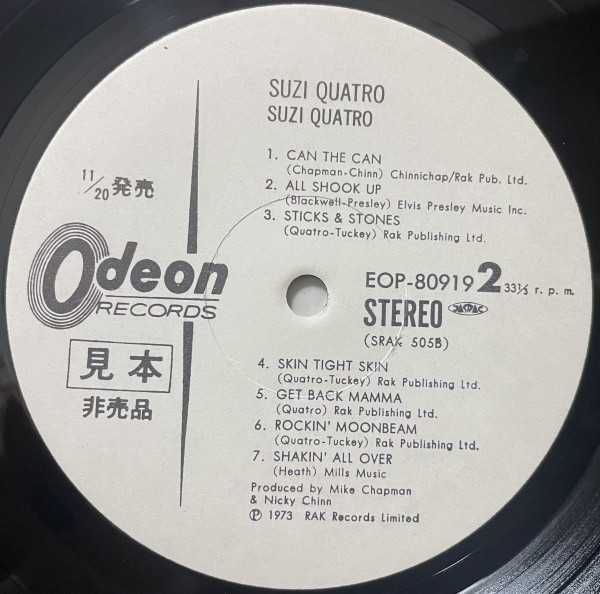 SUZI QUATRO
SUZI QUATRO
1. CAN THE CAN
(Chapman-Chinn) Chinnichap/Rak Pub. Ltd.
2. ALL SHOOK UP
(Blackwell-Presley) Elvis Presley Music Inc.
3. STICKS & STONES
(Quatro-Tuckey) Rak Publishing Ltd.
11/20 発売
Odeon
RECORDS
見本
非売品
EOP-80919 2 33⅓ r. p. m.
STEREO
(SRAK 505B)
4. SKIN TIGHT SKIN
(Quatro-Tuckey) Rak Publishing Ltd.
5. GET BACK MAMMA
(Quatro) Rak Publishing Ltd.
6. ROCKIN' MOONBEAM
(Quatro-Tuckey) Rak Publishing Ltd.
7. SHAKIN' ALL OVER
(Heath) Mills Music
Produced by Mike Chapman
& Nicky Chinn
Ⓟ 1973 RAK Records Limited